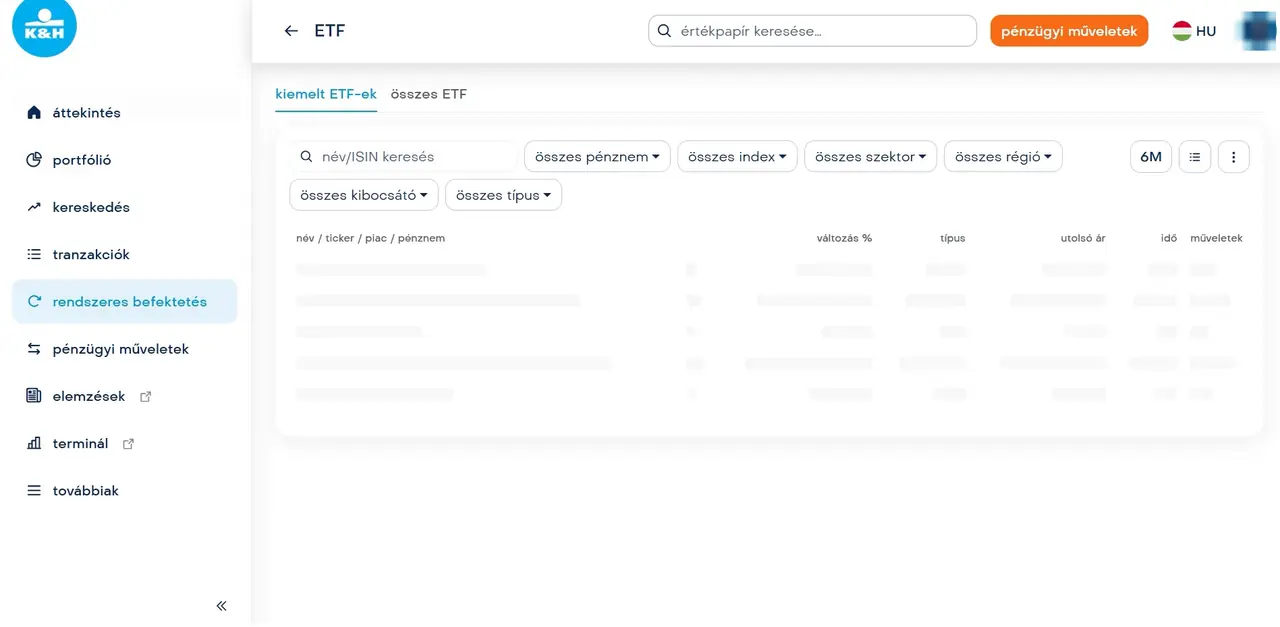 K&H
ETF
értékpapír keresése...
pénzügyi műveletek
HU
áttekintés
portfólió
kereskedés
tranzakciók
rendszeres befektetés
pénzügyi műveletek
elemzések
terminál
továbbiak
kiemelt ETF-ek
összes ETF
név/ISIN keresés
összes pénznem
összes index
összes szektor
összes régió
6M
összes kibocsátó
összes típus
név / ticker / piac / pénznem
változás %
típus
utolsó ár
idő
műveletek